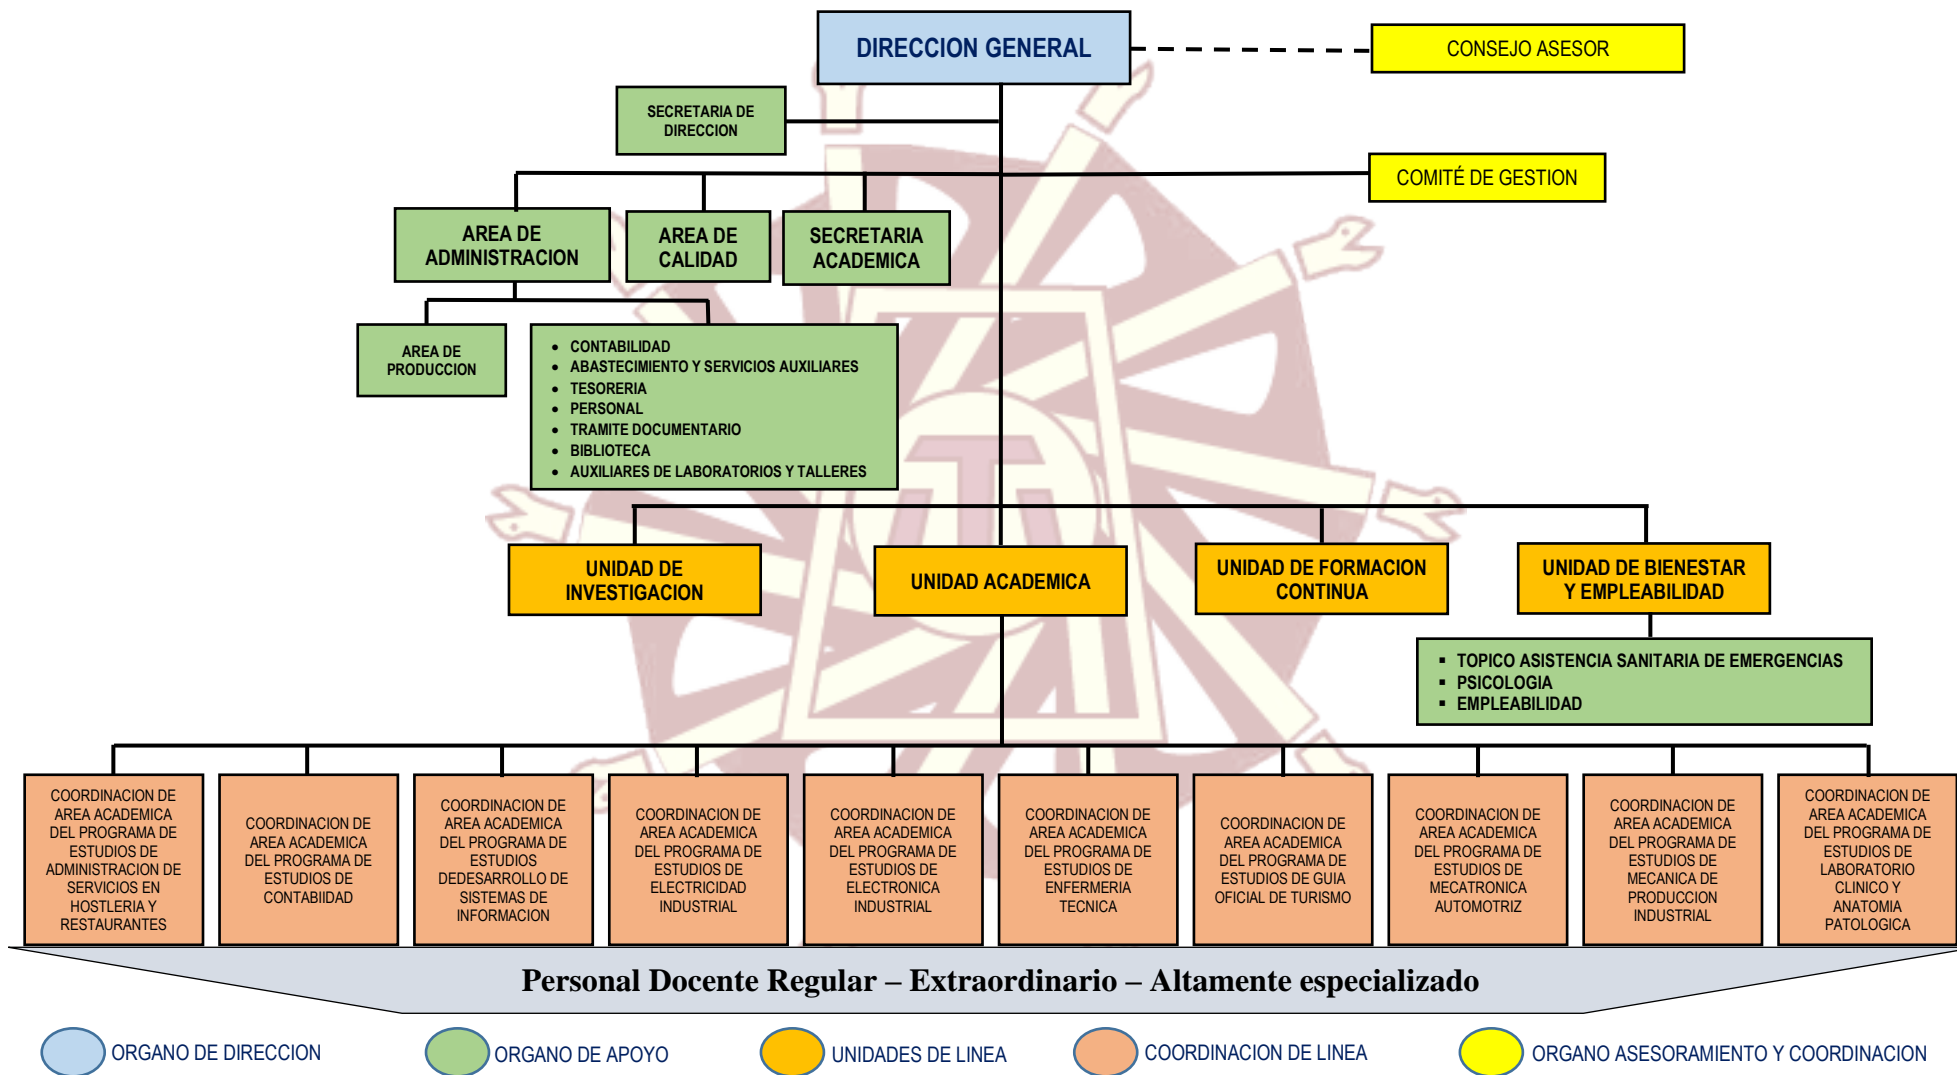 DIRECCION GENERAL
CONSEJO ASESOR
SECRETARIA DE
DIRECCION
COMITÉ DE GESTION
AREA DE
ADMINISTRACION
AREA DE
CALIDAD
SECRETARIA
ACADEMICA
AREA DE
PRODUCCION
• CONTABILIDAD
• ABASTECIMIENTO Y SERVICIOS AUXILIARES
• TESORERIA
• PERSONAL
• TRAMITE DOCUMENTARIO
• BIBLIOTECA
• AUXILIARES DE LABORATORIOS Y TALLERES
UNIDAD DE
INVESTIGACION
UNIDAD ACADEMICA
UNIDAD DE FORMACION
CONTINUA
UNIDAD DE BIENESTAR
Y EMPLEABILIDAD
▪ TOPICO ASISTENCIA SANITARIA DE EMERGENCIAS
▪ PSICOLOGIA
▪ EMPLEABILIDAD
COORDINACION DE
AREA ACADEMICA
DEL PROGRAMA DE
ESTUDIOS DE
ADMINISTRACION DE
SERVICIOS EN
HOSTLERIA Y
RESTAURANTES
COORDINACION DE
AREA ACADEMICA
DEL PROGRAMA DE
ESTUDIOS DE
CONTABIIDAD
COORDINACION DE
AREA ACADEMICA
DEL PROGRAMA DE
ESTUDIOS
DEDESARROLLO DE
SISTEMAS DE
INFORMACION
COORDINACION DE
AREA ACADEMICA
DEL PROGRAMA DE
ESTUDIOS DE
ELECTRICIDAD
INDUSTRIAL
COORDINACION DE
AREA ACADEMICA
DEL PROGRAMA DE
ESTUDIOS DE
ELECTRONICA
INDUSTRIAL
COORDINACION DE
AREA ACADEMICA
DEL PROGRAMA DE
ESTUDIOS DE
ENFERMERIA
TECNICA
COORDINACION DE
AREA ACADEMICA
DEL PROGRAMA DE
ESTUDIOS DE GUIA
OFICIAL DE TURISMO
COORDINACION DE
AREA ACADEMICA
DEL PROGRAMA DE
ESTUDIOS DE
MECATRONICA
AUTOMOTRIZ
COORDINACION DE
AREA ACADEMICA
DEL PROGRAMA DE
ESTUDIOS DE
MECANICA DE
PRODUCCION
INDUSTRIAL
COORDINACION DE
AREA ACADEMICA
DEL PROGRAMA DE
ESTUDIOS DE
LABORATORIO
CLINICO Y
ANATOMIA
PATOLOGICA
Personal Docente Regular – Extraordinario – Altamente especializado
ORGANO DE DIRECCION
ORGANO DE APOYO
UNIDADES DE LINEA
COORDINACION DE LINEA
ORGANO ASESORAMIENTO Y COORDINACION